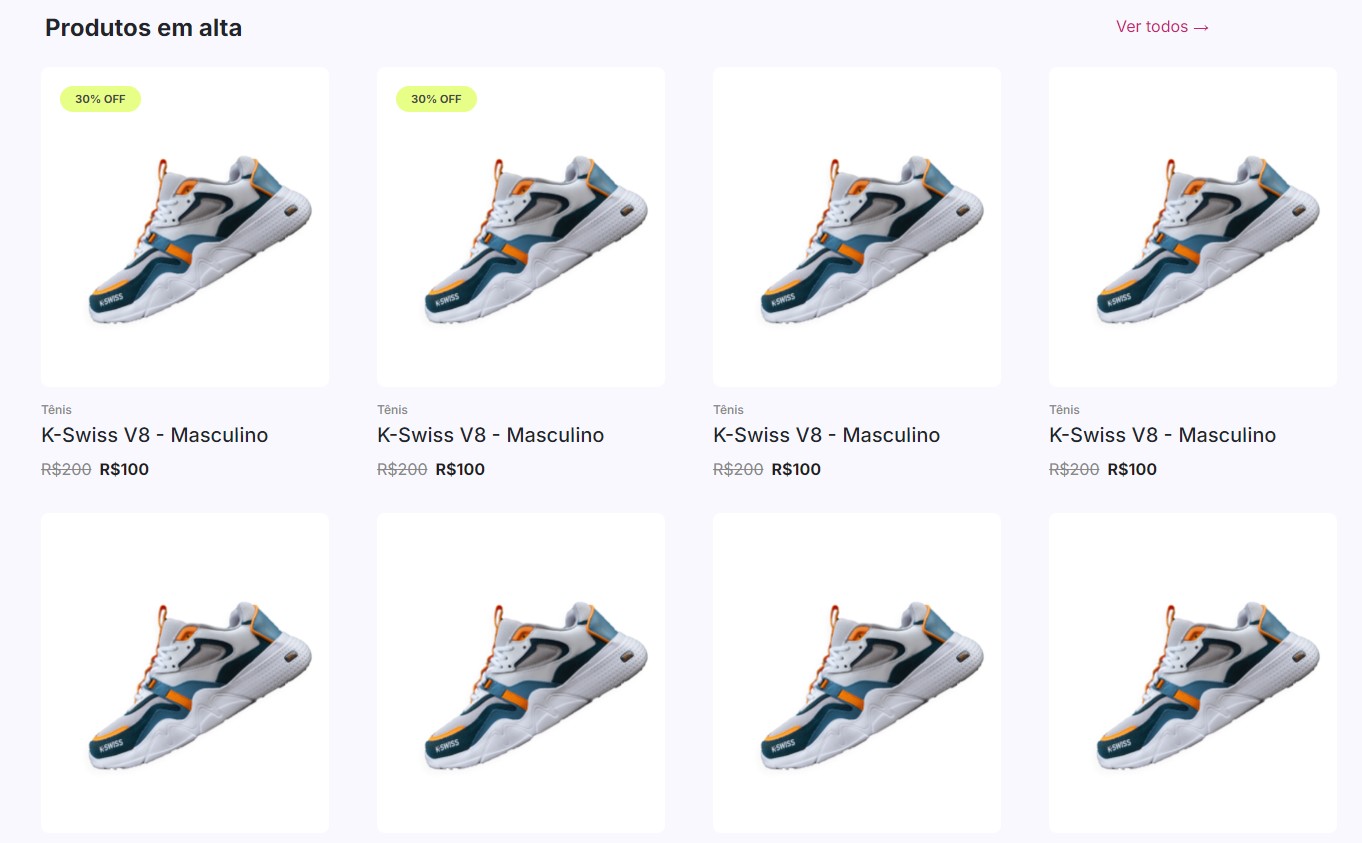 Produtos em alta
Ver todos →
30% OFF
30% OFF
K-SWISS
K-SWISS
K-SWISS
K-SWISS
Tênis
Tênis
Tênis
Tênis
K-Swiss V8 - Masculino
K-Swiss V8 - Masculino
K-Swiss V8 - Masculino
K-Swiss V8 - Masculino
R$200 R$100
R$200 R$100
R$200 R$100
R$200 R$100
K-SWISS
K-SWISS
K-SWISS
K-SWISS